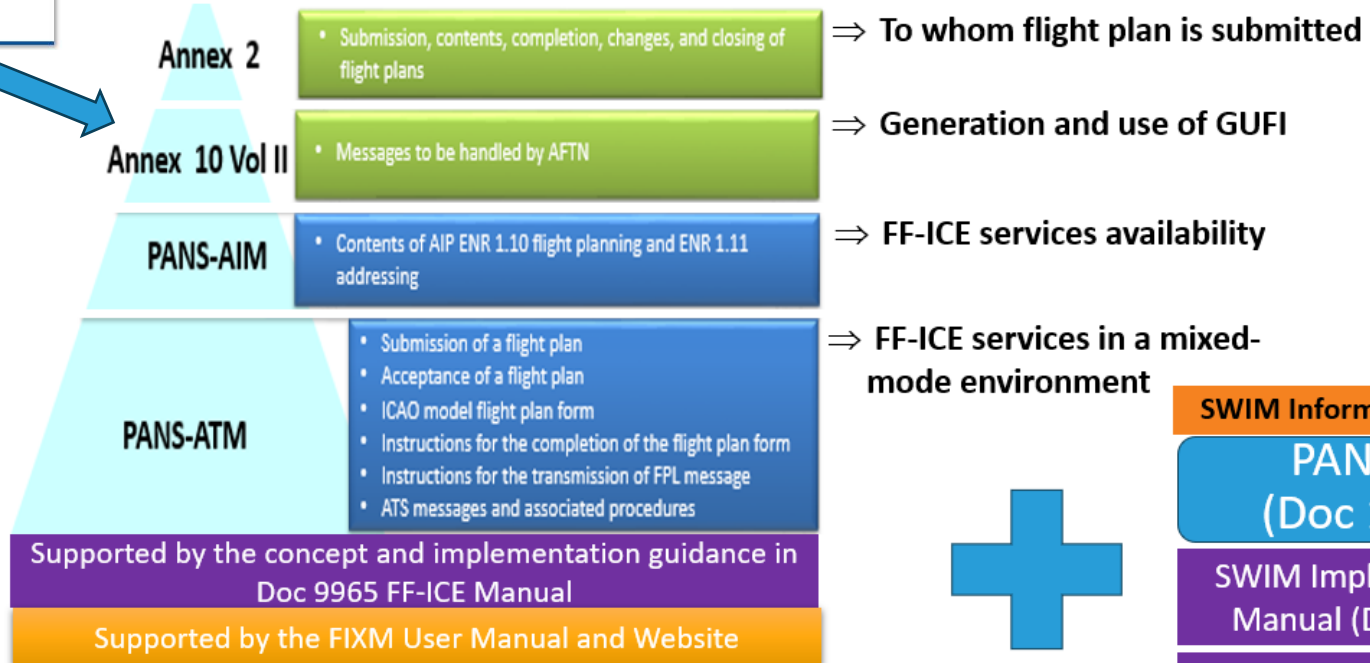 Annex 2
• Submission, contents, completion, changes, and closing of
flight plans
⇒ To whom flight plan is submitted
Annex 10 Vol II
• Messages to be handled by AFTN
⇒ Generation and use of GUFI
PANS-AIM
• Contents of AIP ENR 1.10 flight planning and ENR 1.11
addressing
⇒ FF-ICE services availability
PANS-ATM
• Submission of a flight plan
• Acceptance of a flight plan
• ICAO model flight plan form
• Instructions for the completion of the flight plan form
• Instructions for the transmission of FPL message
• ATS messages and associated procedures
⇒ FF-ICE services in a mixed-
mode environment
Supported by the concept and implementation guidance in
Doc 9965 FF-ICE Manual
Supported by the FIXM User Manual and Website
SWIM Inform
PAN
(Doc
SWIM Impl
Manual (